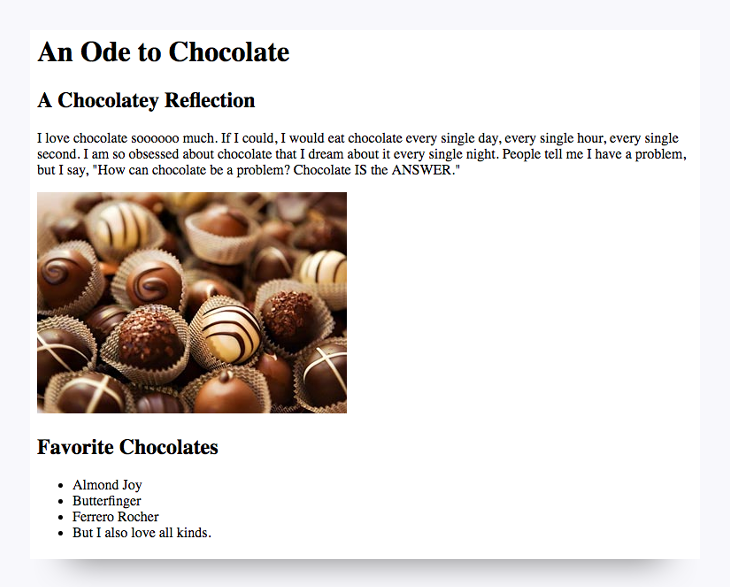 An Ode to Chocolate
A Chocolatey Reflection
I love chocolate soooooo much. If I could, I would eat chocolate every single day, every single hour, every single
second. I am so obsessed about chocolate that I dream about it every single night. People tell me I have a problem,
but I say, "How can chocolate be a problem? Chocolate IS the ANSWER."
Favorite Chocolates
• Almond Joy
• Butterfinger
• Ferrero Rocher
• But I also love all kinds.